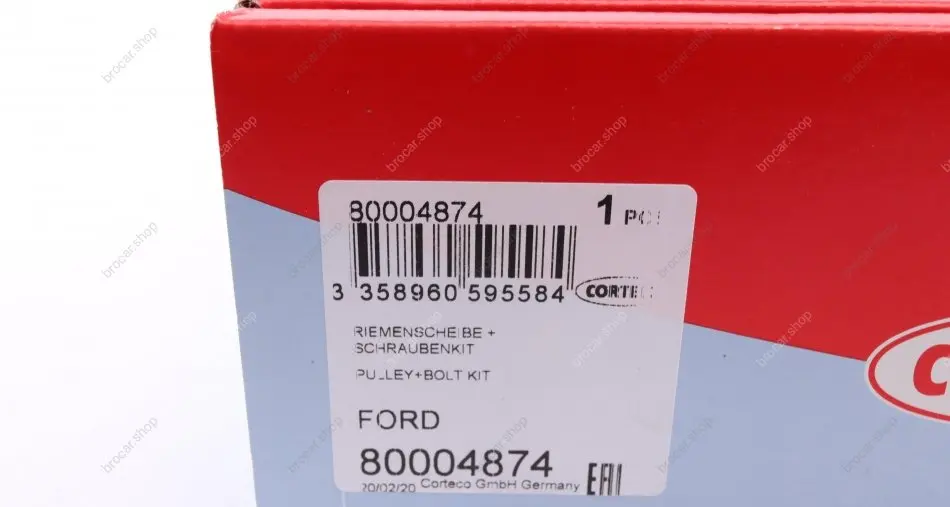 80004874
1 PC
3 358960 595584
CORTEC
RIEMENSCHEIBE +
SCHRAUBENKIT
PULLEY+BOLT KIT
FORD
80004874
20/02/20 Corteco GmbH Germany
brocar.shop